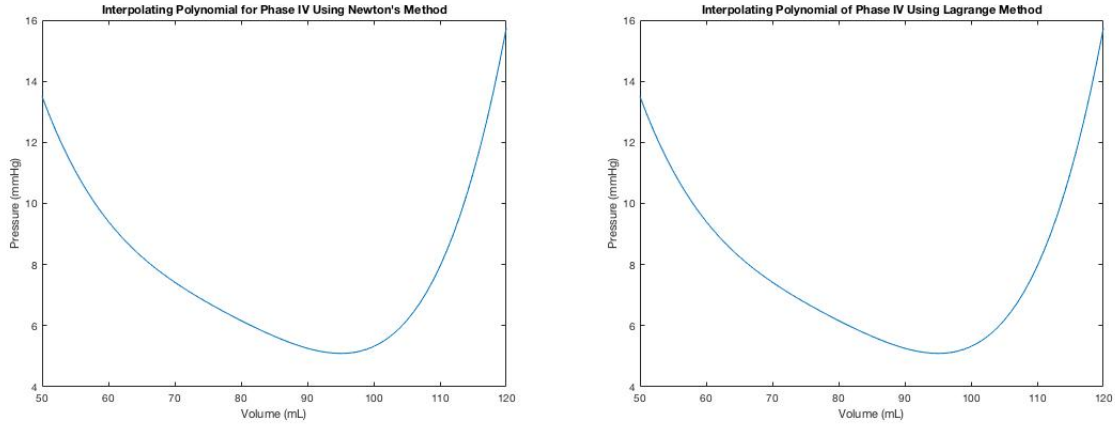 Interpolating Polynomial for Phase IV Using Newton's Method
16
14
12
10
8
6
4
Pressure (mmHg)
50 60 70 80 90 100 110 120
Volume (mL)
Interpolating Polynomial of Phase IV Using Lagrange Method
16
14
12
10
8
6
4
Pressure (mmHg)
50 60 70 80 90 100 110 120
Volume (mL)